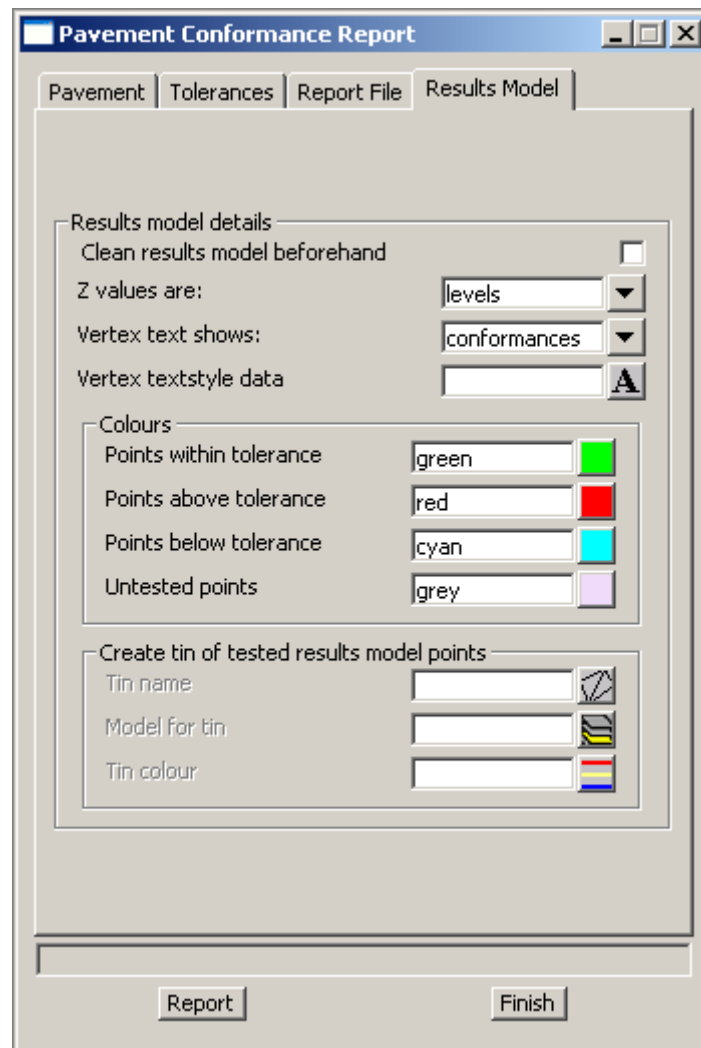 Pavement Conformance Report
Pavement Tolerances Report File Results Model
Results model details
Clean results model beforehand
Z values are: levels
Vertex text shows: conformances
Vertex textstyle data A
Colours
Points within tolerance green
Points above tolerance red
Points below tolerance cyan
Untested points grey
Create tin of tested results model points
Tin name
Model for tin
Tin colour
Report Finish